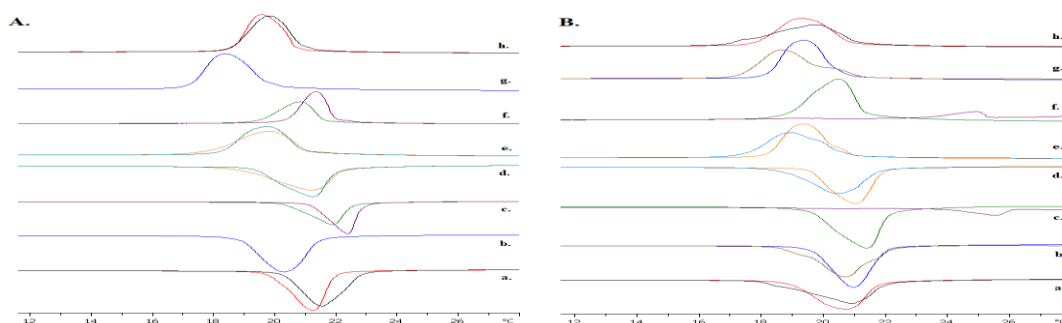 A.
h.
g.
f.
e.
d.
c.
b.
a.
12 14 16 18 20 22 24 26 °C
B.
h.
g.
f.
e.
d.
c.
b
a
12 14 16 18 20 22 24 26